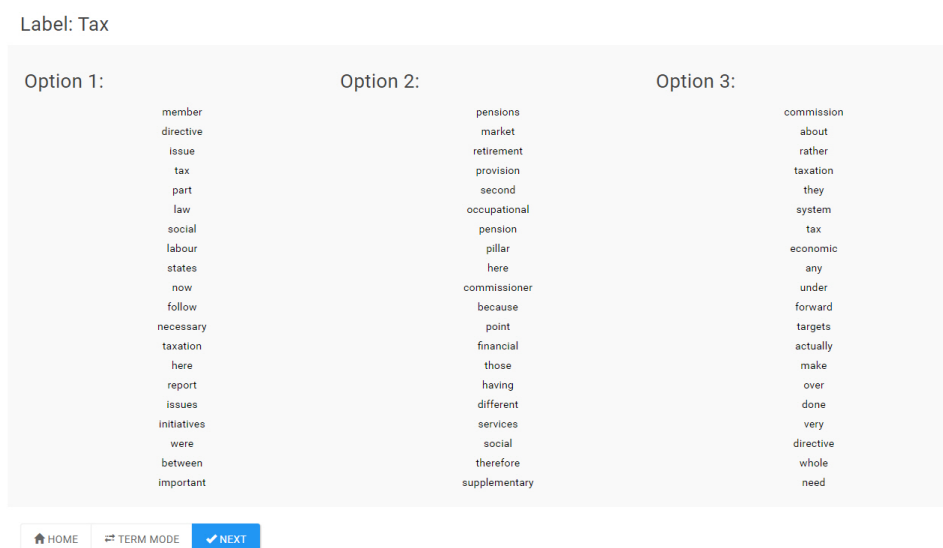 Label: Tax
Option 1:
member
directive
issue
tax
part
law
social
labour
states
now
follow
necessary
taxation
here
report
issues
initiatives
were
between
important
Option 2:
pensions
market
retirement
provision
second
occupational
pension
pillar
here
commissioner
because
point
financial
those
having
different
services
social
therefore
supplementary
Option 3:
commission
about
rather
taxation
they
system
tax
economic
any
under
forward
targets
actually
make
over
done
very
directive
whole
need
HOME TERM MODE NEXT